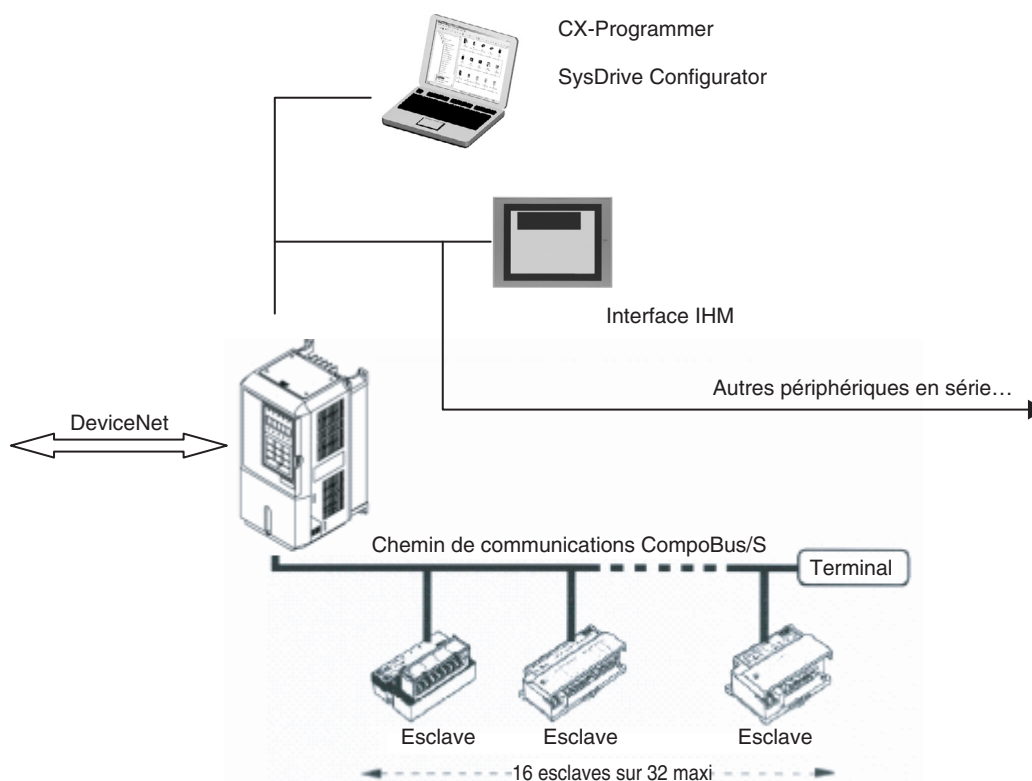 CX-Programmer
SysDrive Configurator
Interface IHM
Autres périphériques en série…
DeviceNet
Chemin de communications CompoBus/S
Terminal
Esclave
Esclave
Esclave
16 esclaves sur 32 maxi